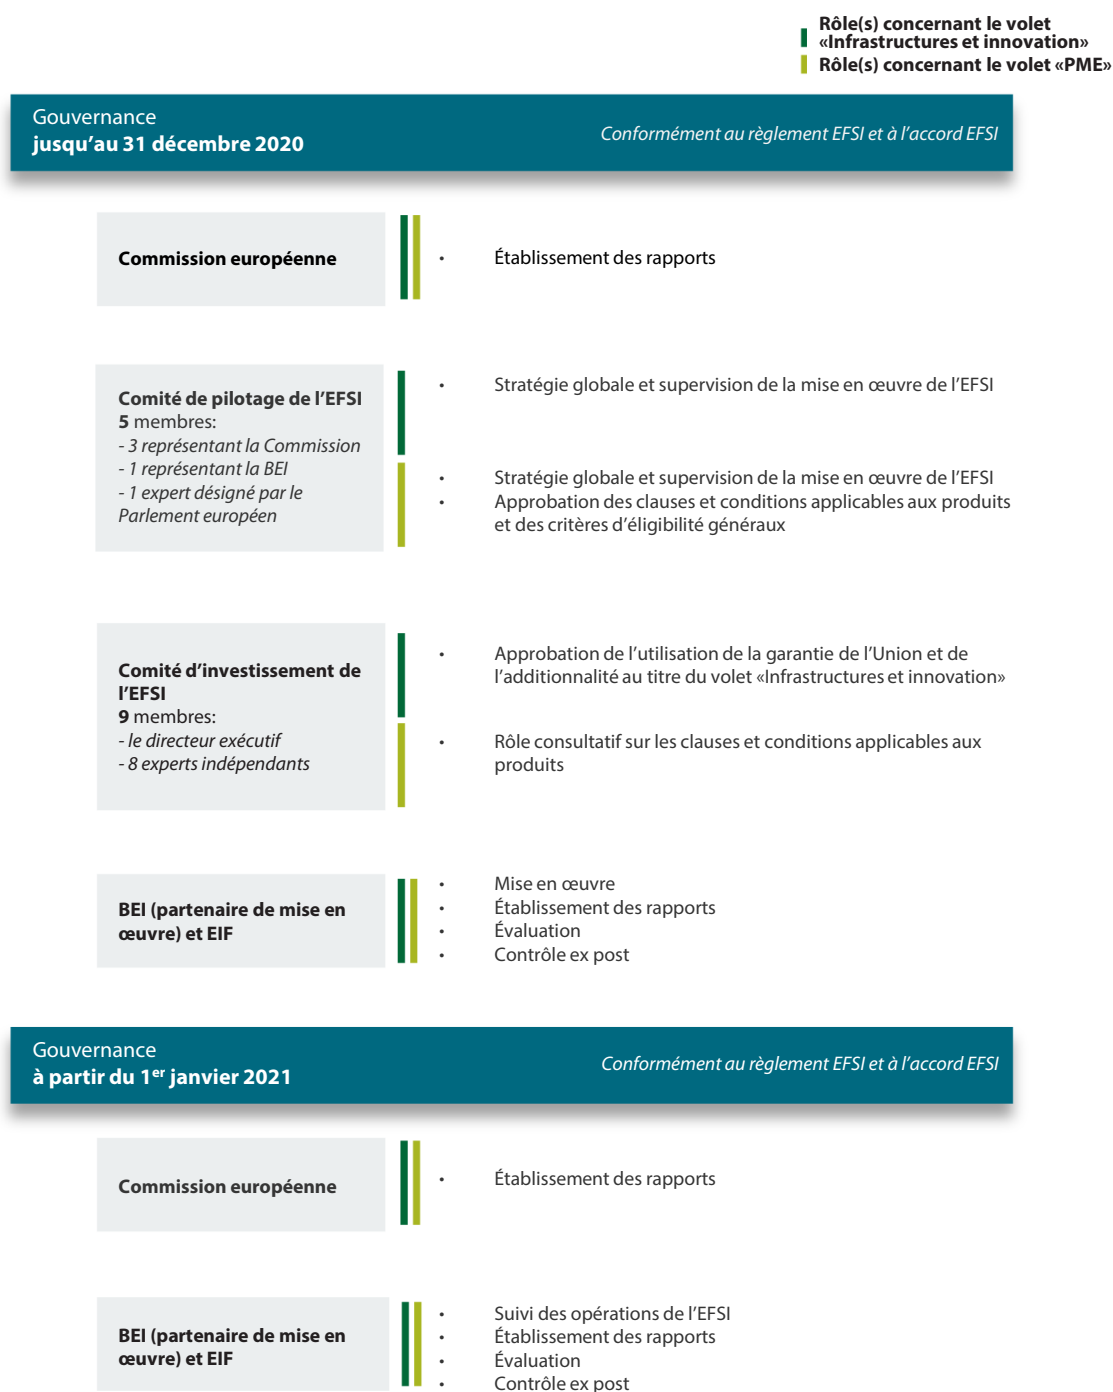 Rôle(s) concernant le volet
«Infrastructures et innovation»
Rôle(s) concernant le volet «PME»
Gouvernance
jusqu’au 31 décembre 2020
Conformément au règlement EFSI et à l’accord EFSI
Commission européenne
• Établissement des rapports
Comité de pilotage de l’EFSI
5 membres:
- 3 représentant la Commission
- 1 représentant la BEI
- 1 expert désigné par le
Parlement européen
• Stratégie globale et supervision de la mise en œuvre de l’EFSI
• Stratégie globale et supervision de la mise en œuvre de l’EFSI
• Approbation des clauses et conditions applicables aux produits
et des critères d’éligibilité généraux
Comité d’investissement de
l’EFSI
9 membres:
- le directeur exécutif
- 8 experts indépendants
• Approbation de l’utilisation de la garantie de l’Union et de
l’additionnalité au titre du volet «Infrastructures et innovation»
• Rôle consultatif sur les clauses et conditions applicables aux
produits
BEI (partenaire de mise en
œuvre) et EIF
• Mise en œuvre
• Établissement des rapports
• Évaluation
• Contrôle ex post
Gouvernance
à partir du 1er janvier 2021
Conformément au règlement EFSI et à l’accord EFSI
Commission européenne
• Établissement des rapports
BEI (partenaire de mise en
œuvre) et EIF
• Suivi des opérations de l’EFSI
• Établissement des rapports
• Évaluation
• Contrôle ex post